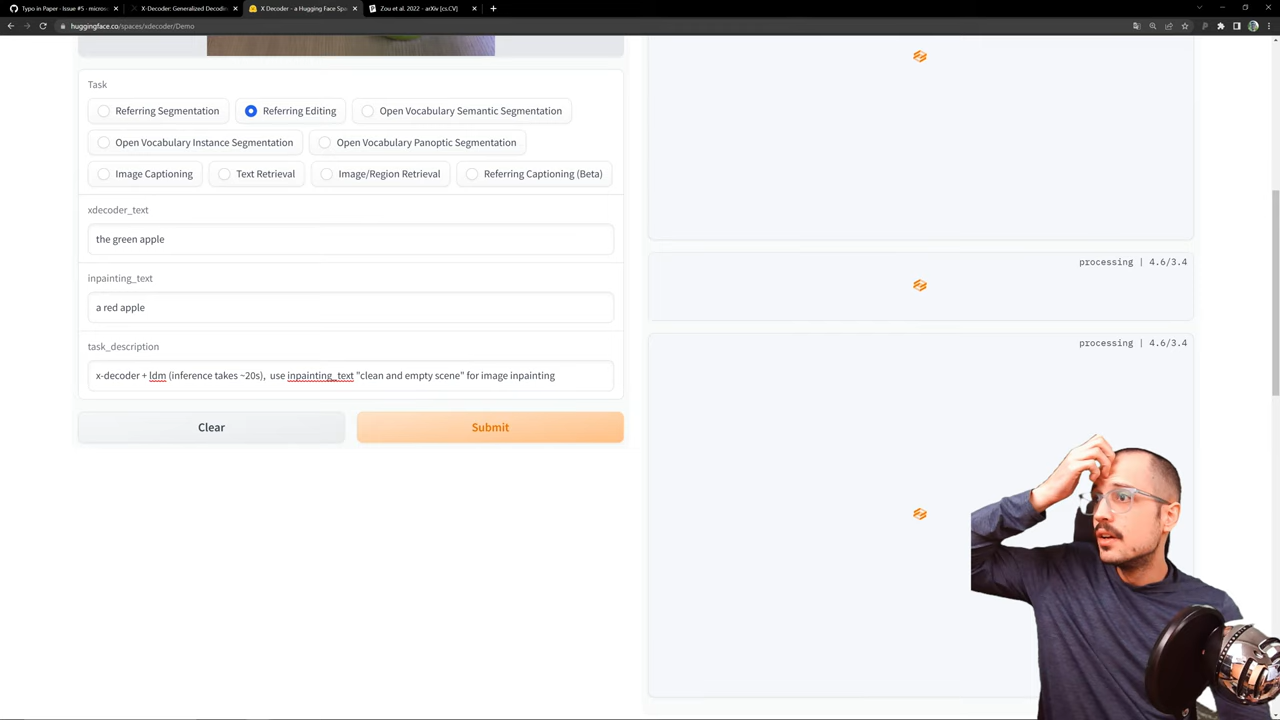 Typo in Paper · Issue #5 · micros
X-Decoder: Generalized Decodin
X Decoder - a Hugging Face Spa
Zou et al. 2022 - arXiv [cs.CV]
huggingface.co/spaces/xdecoder/Demo
Task
Referring Segmentation
Referring Editing
Open Vocabulary Semantic Segmentation
Open Vocabulary Instance Segmentation
Open Vocabulary Panoptic Segmentation
Image Captioning
Text Retrieval
Image/Region Retrieval
Referring Captioning (Beta)
xdecoder_text
the green apple
inpainting_text
a red apple
task_description
x-decoder + ldm (inference takes ~20s), use inpainting_text "clean and empty scene" for image inpainting
Clear
Submit
processing | 4.6/3.4
processing | 4.6/3.4